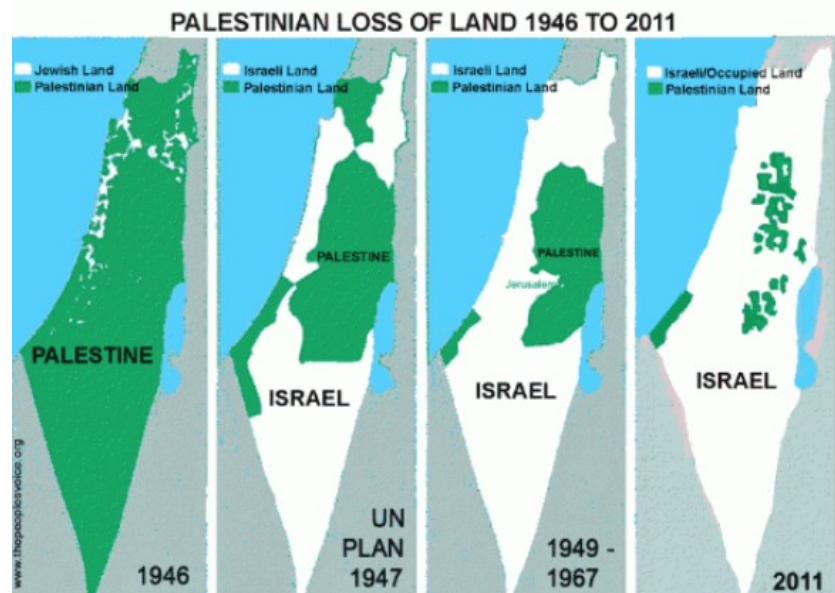 PALESTINIAN LOSS OF LAND 1946 TO 2011
Jewish Land
Palestinian Land
PALESTINE
1946
www.thepeoplesvoice.org
Israeli Land
Palestinian Land
PALESTINE
ISRAEL
UN
PLAN
1947
Israeli Land
Palestinian Land
PALESTINE
Jerusalem
ISRAEL
1949 -
1967
Israeli/Occupied Land
Palestinian Land
ISRAEL
2011